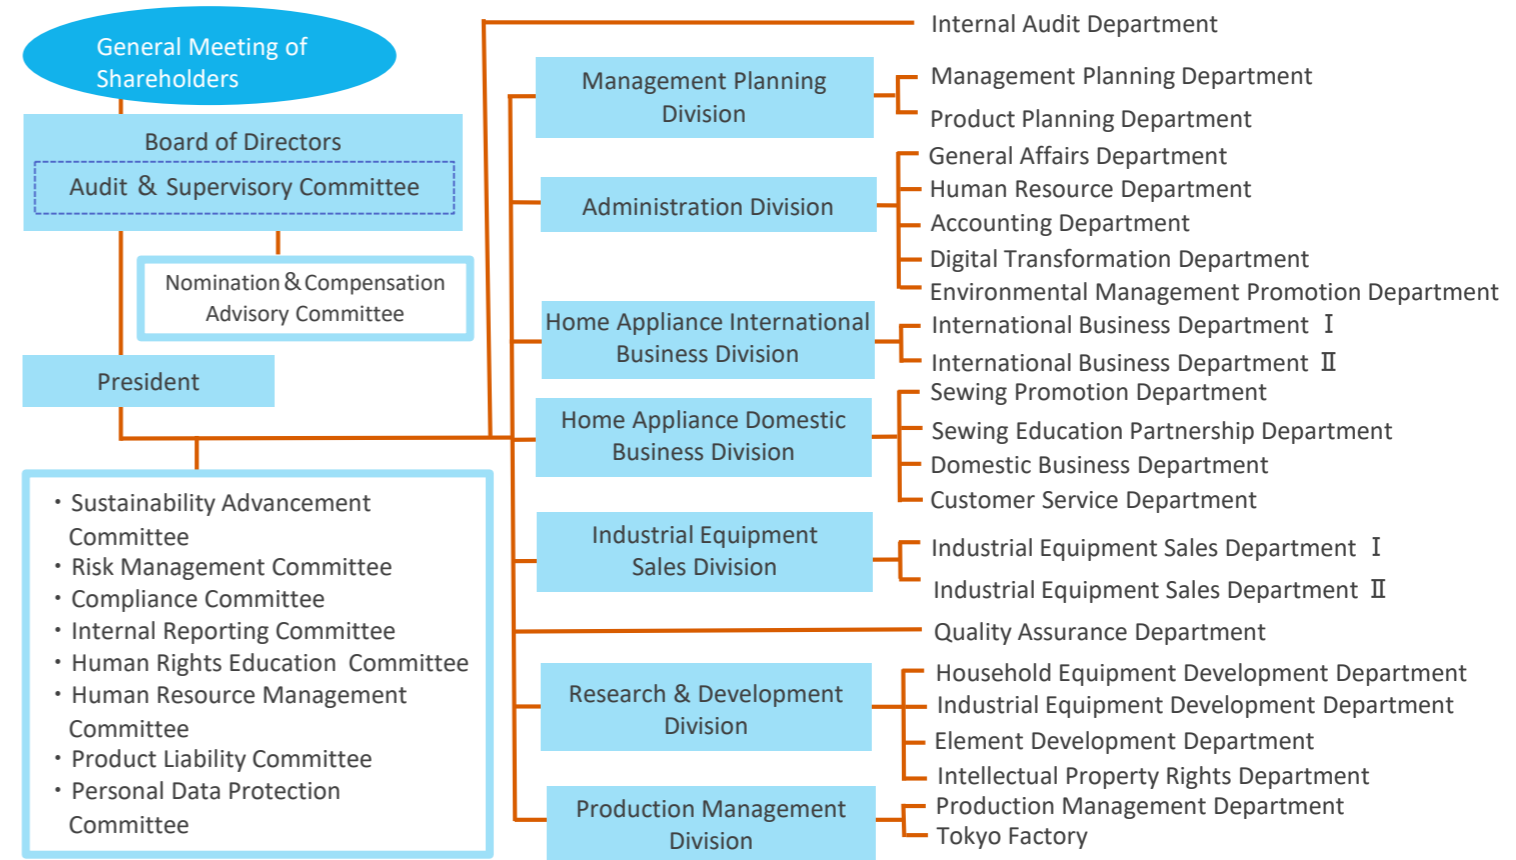 General Meeting of
Shareholders
Board of Directors
Audit & Supervisory Committee
Nomination&Compensation
Advisory Committee
President
・Sustainability Advancement
Committee
・Risk Management Committee
・Compliance Committee
・Internal Reporting Committee
・Human Rights Education Committee
・Human Resource Management
Committee
・Product Liability Committee
・Personal Data Protection
Committee
Internal Audit Department
Management Planning
Division
Management Planning Department
Product Planning Department
Administration Division
General Affairs Department
Human Resource Department
Accounting Department
Digital Transformation Department
Environmental Management Promotion Department
Home Appliance International
Business Division
International Business Department Ⅰ
International Business Department Ⅱ
Home Appliance Domestic
Business Division
Sewing Promotion Department
Sewing Education Partnership Department
Domestic Business Department
Customer Service Department
Industrial Equipment
Sales Division
Industrial Equipment Sales Department Ⅰ
Industrial Equipment Sales Department Ⅱ
Quality Assurance Department
Research & Development
Division
Household Equipment Development Department
Industrial Equipment Development Department
Element Development Department
Intellectual Property Rights Department
Production Management
Division
Production Management Department
Tokyo Factory